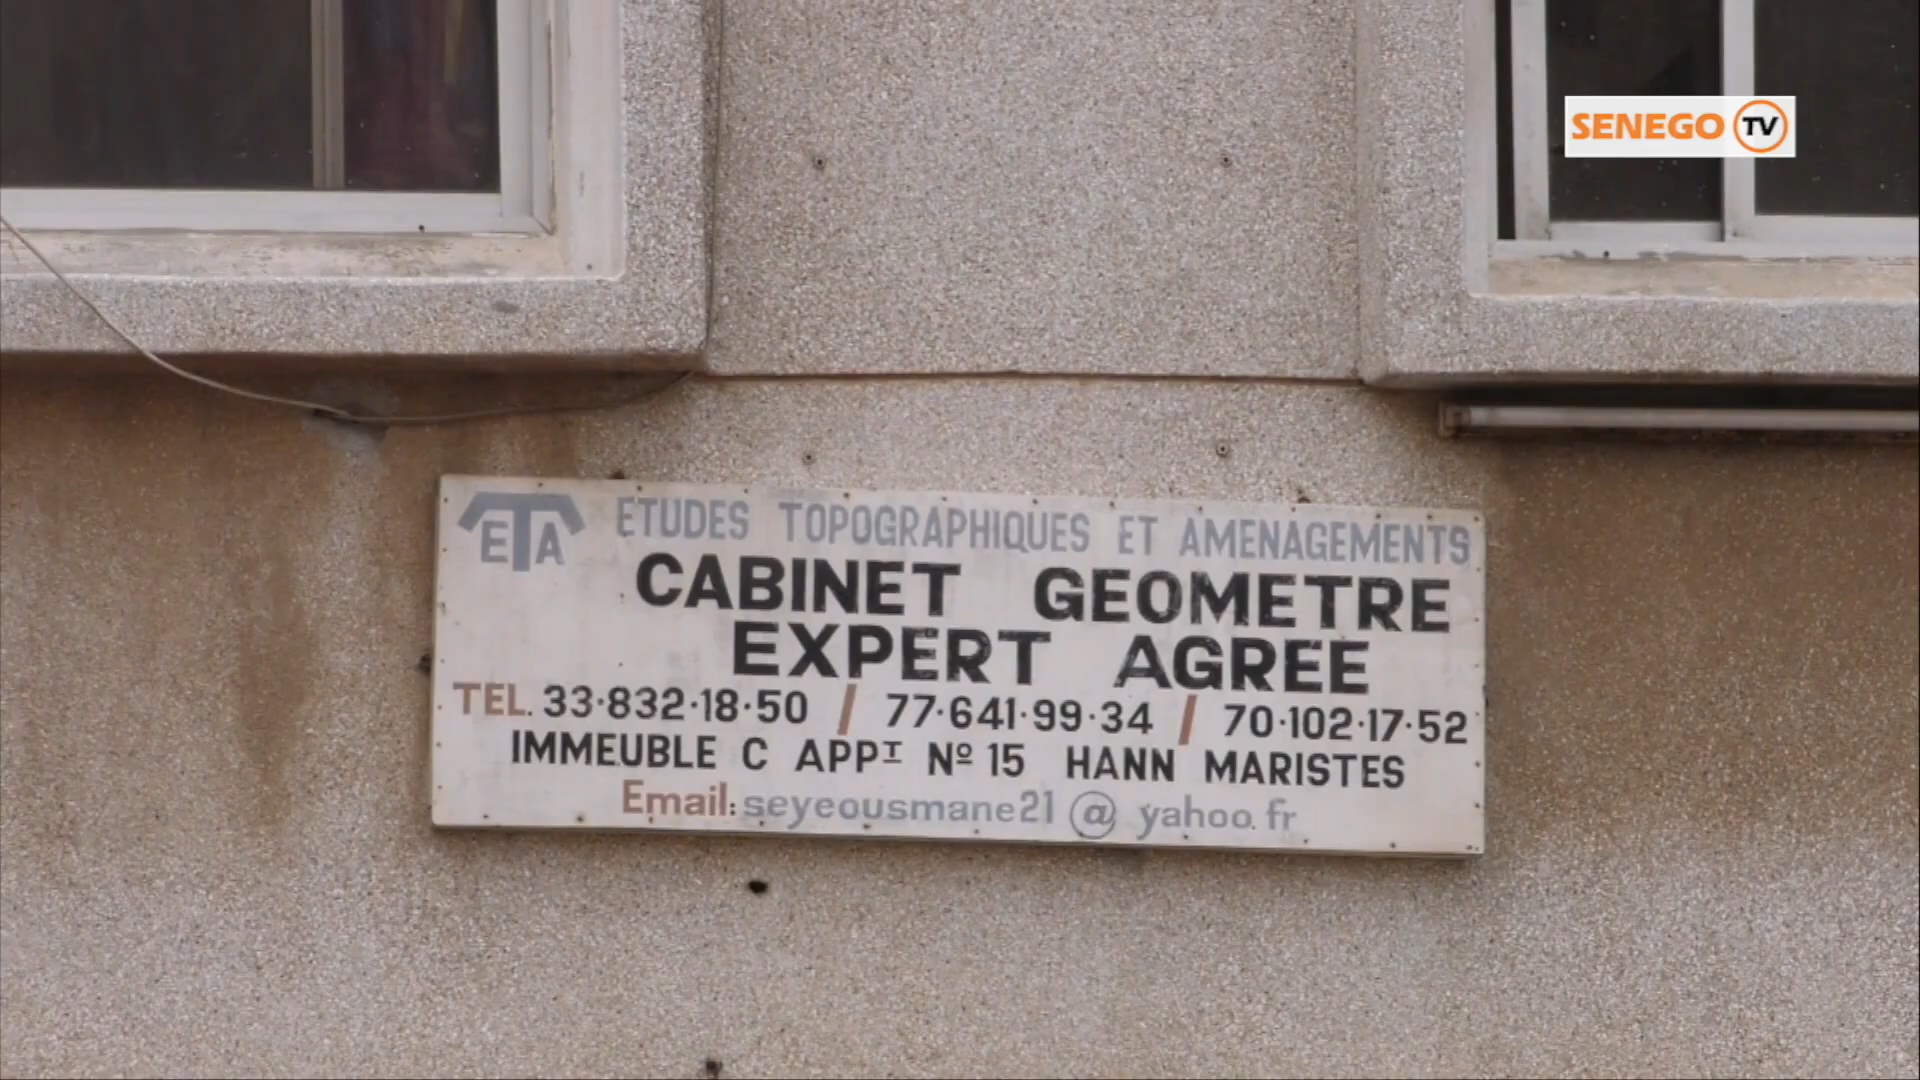 SENEGO TV
ETA ETUDES TOPOGRAPHIQUES ET AMENAGEMENTS
CABINET GEOMETRE
EXPERT AGREE
TEL. 33·832·18·50 / 77·641·99·34 / 70·102·17·52
IMMEUBLE C APPT Nº 15 HANN MARISTES
Email: seyeousmane21 @ yahoo.fr